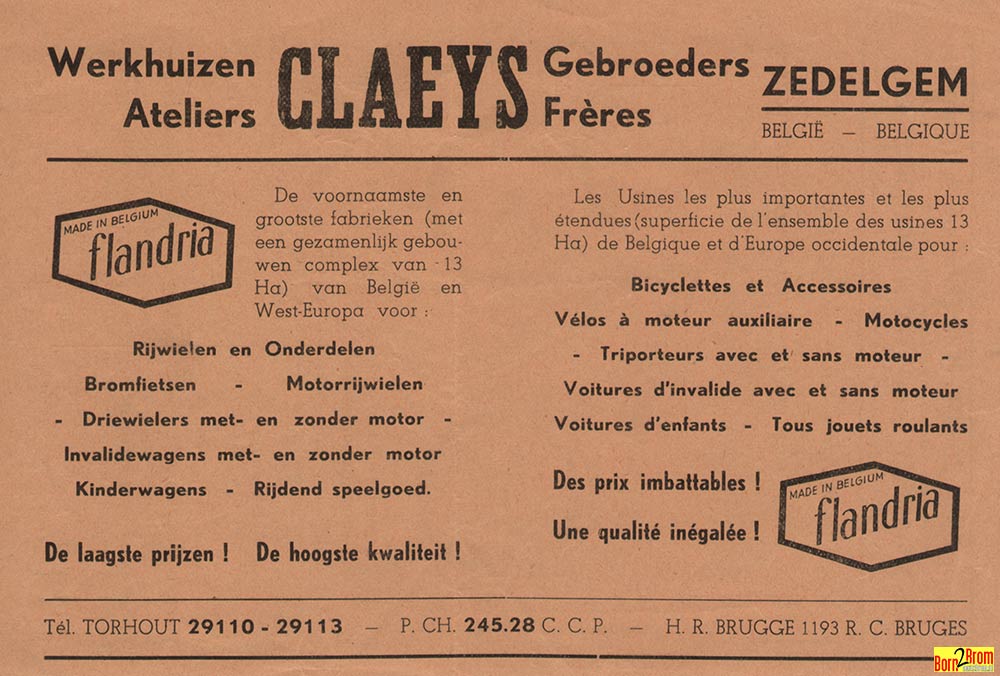 Werkhuizen CLAEYS Gebroeders ZEDELGEM
Ateliers Frères
BELGIË — BELGIQUE
MADE IN BELGIUM
flandria
De voornaamste en
grootste fabrieken (met
een gezamenlijk gebou-
wen complex van 13
Ha) van België en
West-Europa voor :
Rijwielen en Onderdelen
Bromfietsen - Motorrijwielen
- Driewielers met- en zonder motor -
Invalidewagens met- en zonder motor
Kinderwagens - Rijdend speelgoed.
De laagste prijzen ! De hoogste kwaliteit !
Les Usines les plus importantes et les plus
étendues (superficie de l'ensemble des usines 13
Ha) de Belgique et d'Europe occidentale pour :
Bicyclettes et Accessoires
Vélos à moteur auxiliaire - Motocycles
- Triporteurs avec et sans moteur -
Voitures d'invalide avec et sans moteur
Voitures d'enfants - Tous jouets roulants
Des prix imbattables !
Une qualité inégalée !
MADE IN BELGIUM
flandria
Tél. TORHOUT 29110 - 29113 — P. CH. 245.28 C. C. P. — H. R. BRUGGE 1193 R. C. BRUGES
Born2Brom